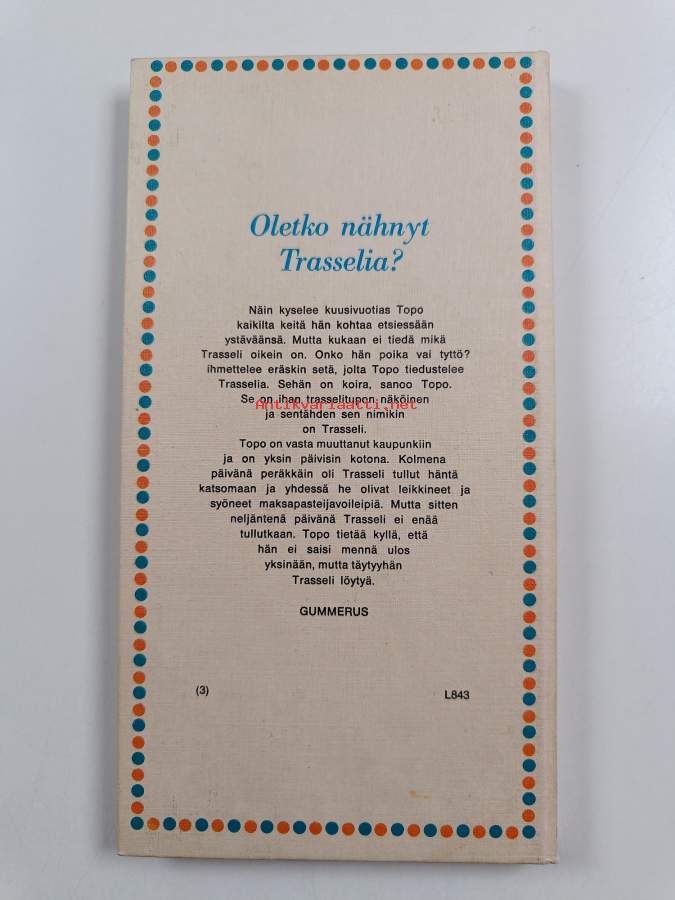 Oletko nähnyt
Trasselia?
Näin kyselee kuusivuotias Topo
kaikilta keitä hän kohtaa etsiessään
ystäväänsä. Mutta kukaan ei tiedä mikä
Trasseli oikein on. Onko hän poika vai tyttö?
ihmettelee eräskin setä, jolta Topo tiedustelee
Trasselia. Sehän on koira, sanoo Topo.
Se on ihan trasselitupon näköinen
Antikvariaatti.net
ja sentähden sen nimikin
on Trasseli.
Topo on vasta muuttanut kaupunkiin
ja on yksin päivisin kotona. Kolmena
päivänä peräkkäin oli Trasseli tullut häntä
katsomaan ja yhdessä he olivat leikkineet ja
syöneet maksapasteijavoileipiä. Mutta sitten
neljäntenä päivänä Trasseli ei enää
tullutkaan. Topo tietää kyllä, että
hän ei saisi mennä ulos
yksinään, mutta täytyyhän
Trasseli löytyä.
GUMMERUS
(3)
L843